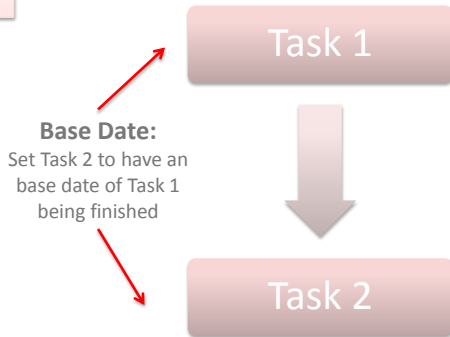 Task 1
Base Date:
Set Task 2 to have an
base date of Task 1
being finished
Task 2